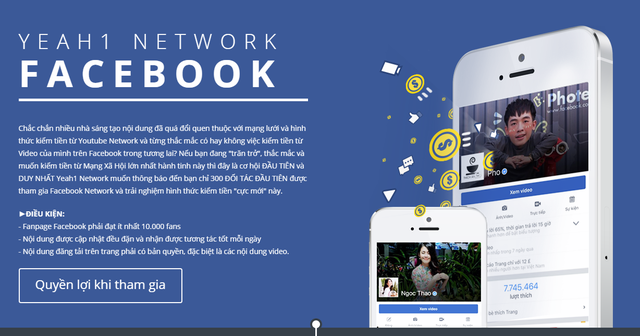 YEAH1 NETWORK
FACEBOOK
Chắc chắn nhiều nhà sáng tạo nội dung đã quá đổi quen thuộc với mạng lưới và hình
thức kiếm tiền từ Youtube Network và từng thắc mắc có hay không việc kiếm tiền từ
Video của mình trên Facebook trong tương lai? Nếu bạn đang "trăn trở", thắc mắc và
muốn kiếm tiền từ Mạng Xã Hội lớn nhất hành tinh này thì đây là cơ hội ĐẦU TIÊN và
DUY NHẤT Yeah1 Network muốn thông báo đến bạn chỉ 300 ĐỐI TÁC ĐẦU TIÊN được
tham gia Facebook Network và trải nghiệm hình thức kiếm tiền "cực mới" này.
►ĐIỀU KIỆN:
- Fanpage Facebook phải đạt ít nhất 10.000 fans
- Nội dung được cập nhật đều đặn và nhận được tương tác tốt mỗi ngày
- Nội dung đăng tải trên trang phải có bản quyền, đặc biệt là các nội dung video.
Quyền lợi khi tham gia
Phote
Pho
Xem video
Trực tiếp
Sự kiện
7.745.464
lượt thích
Ngoc Thao
Xem video